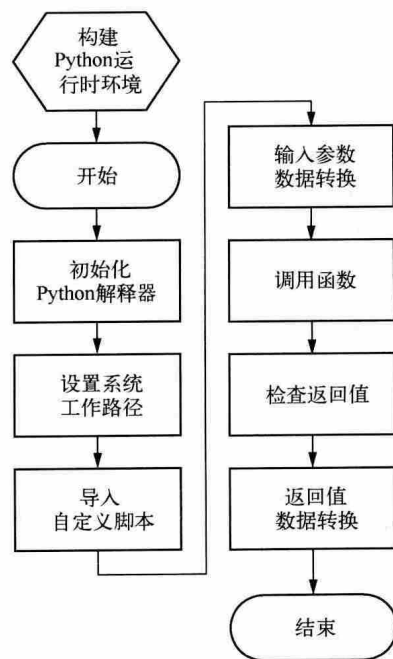 构建
Python运
行时环境
开始
初始化
Python解释器
设置系统
工作路径
导入
自定义脚本
输入参数
数据转换
调用函数
检查返回值
返回值
数据转换
结束